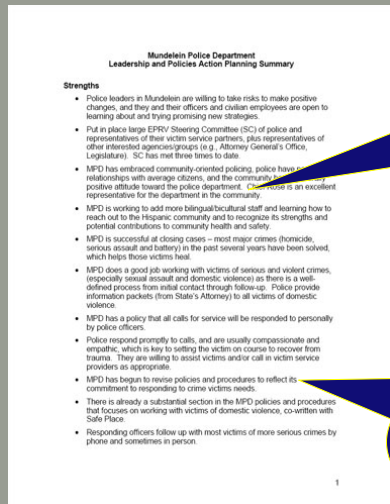 Mundelein Police Department
Leadership and Policies Action Planning Summary
Strengths
• Police leaders in Mundelein are willing to take risks to make positive
changes, and they and their officers and civilian employees are open to
learning about and trying promising new strategies.
• Put in place large EPRV Steering Committee (SC) of police and
representatives of their victim service partners, plus representatives of
other interested agencies/groups (e.g., Attorney General's Office,
Legislature). SC has met three times to date.
• MPD has embraced community-oriented policing, police have
relationships with average citizens, and the community
positive attitude toward the police department. Rose is an excellent
representative for the department in the community.
• MPD is working to add more bilingual/bicultural staff and learning how to
reach out to the Hispanic community and to recognize its strengths and
potential contributions to community health and safety.
• MPD is successful at closing cases – most major crimes (homicide,
serious assault and battery) in the past several years have been solved,
which helps those victims heal.
• MPD does a good job working with victims of serious and violent crimes,
(especially sexual assault and domestic violence) as there is a well-
defined process from initial contact through follow-up. Police provide
information packets (from State's Attorney) to all victims of domestic
violence.
• MPD has a policy that all calls for service will be responded to personally
by police officers.
• Police respond promptly to calls, and are usually compassionate and
empathic, which is key to setting the victim on course to recover from
trauma. They are willing to assist victims and/or call in victim service
providers as appropriate.
• MPD has begun to revise policies and procedures to reflect its
commitment to responding to crime victims needs.
• There is already a substantial section in the MPD policies and procedures
that focuses on working with victims of domestic violence, co-written with
Safe Place.
• Responding officers follow up with most victims of more serious crimes by
phone and sometimes in person.
1